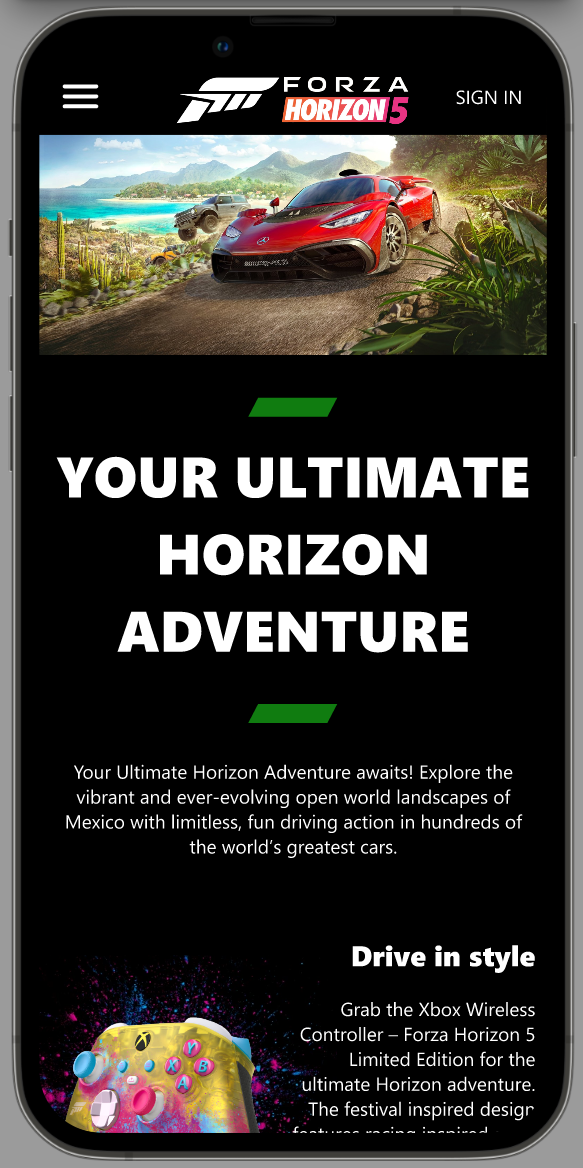 FORZA
HORIZON 5
SIGN IN
YOUR ULTIMATE
HORIZON
ADVENTURE
Your Ultimate Horizon Adventure awaits! Explore the
vibrant and ever-evolving open world landscapes of
Mexico with limitless, fun driving action in hundreds of
the world’s greatest cars.
Drive in style
Grab the Xbox Wireless
Controller – Forza Horizon 5
Limited Edition for the
ultimate Horizon adventure.
The festival inspired design
features racing-inspired
X
Y
B
A